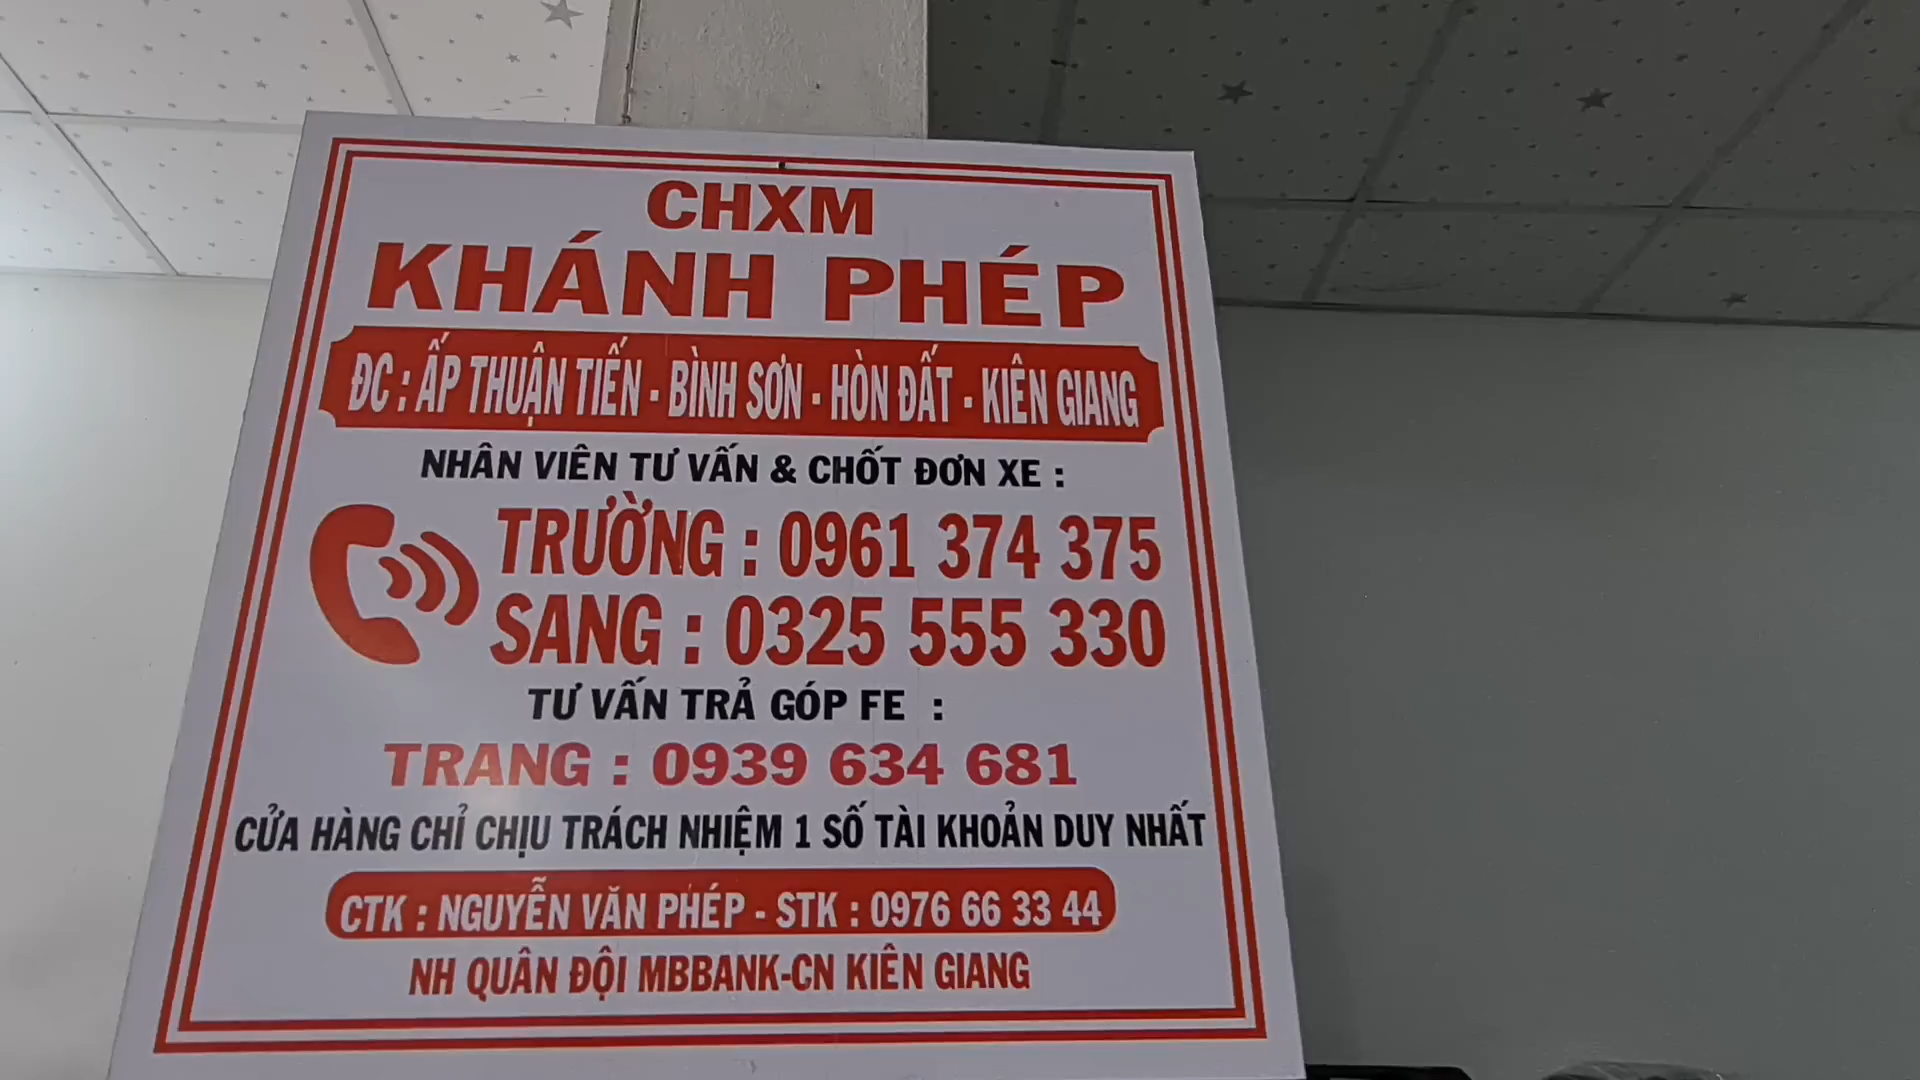 CHXM
KHÁNH PHÉP
ĐC : ẤP THUẬN TIẾN - BÌNH SƠN - HÒN ĐẤT - KIÊN GIANG
NHÂN VIÊN TƯ VẤN & CHỐT ĐƠN XE :
TRƯỜNG : 0961 374 375
SANG : 0325 555 330
TƯ VẤN TRẢ GÓP FE :
TRANG : 0939 634 681
CỬA HÀNG CHỈ CHỊU TRÁCH NHIỆM 1 SỐ TÀI KHOẢN DUY NHẤT
CTK : NGUYỄN VĂN PHÉP - STK : 0976 66 33 44
NH QUÂN ĐỘI MBBANK-CN KIÊN GIANG